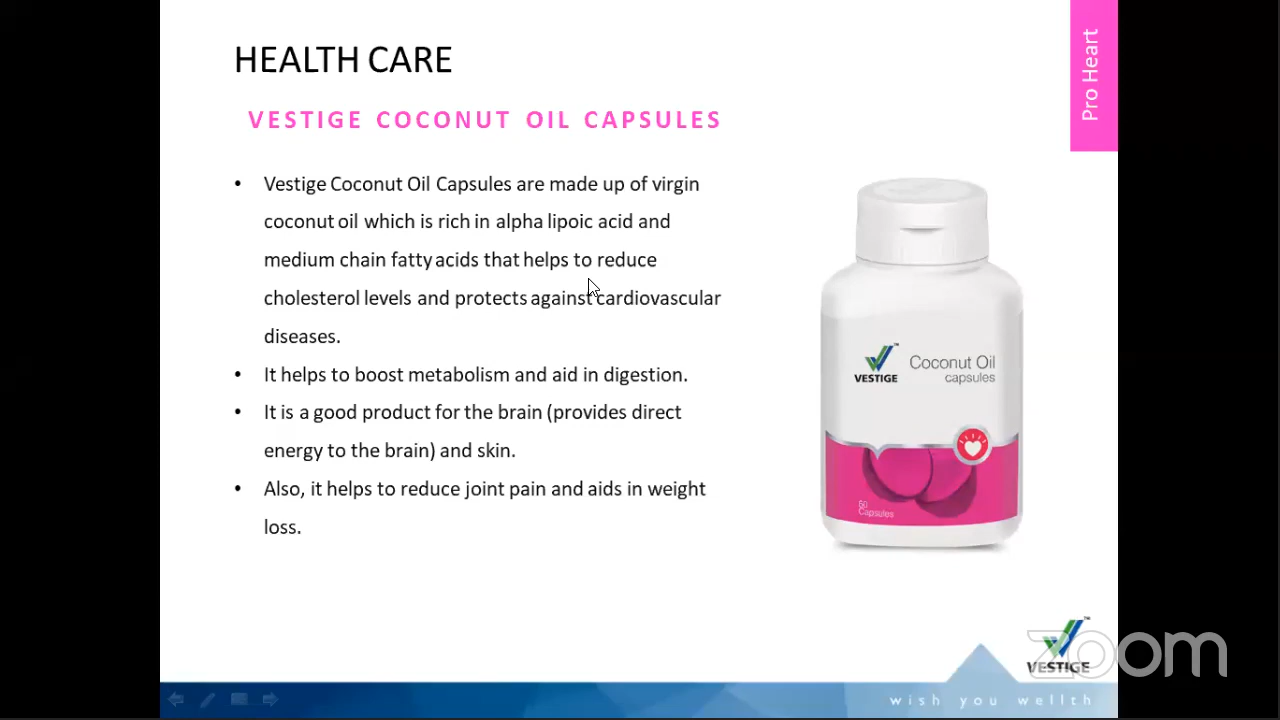 HEALTH CARE
Pro Heart
VESTIGE COCONUT OIL CAPSULES
• Vestige Coconut Oil Capsules are made up of virgin
coconut oil which is rich in alpha lipoic acid and
medium chain fatty acids that helps to reduce
cholesterol levels and protects against cardiovascular
diseases.
• It helps to boost metabolism and aid in digestion.
• It is a good product for the brain (provides direct
energy to the brain) and skin.
• Also, it helps to reduce joint pain and aids in weight
loss.
VESTIGE
Coconut Oil
capsules
60
Capsules
VESTIGE
zoom
wish you wellth